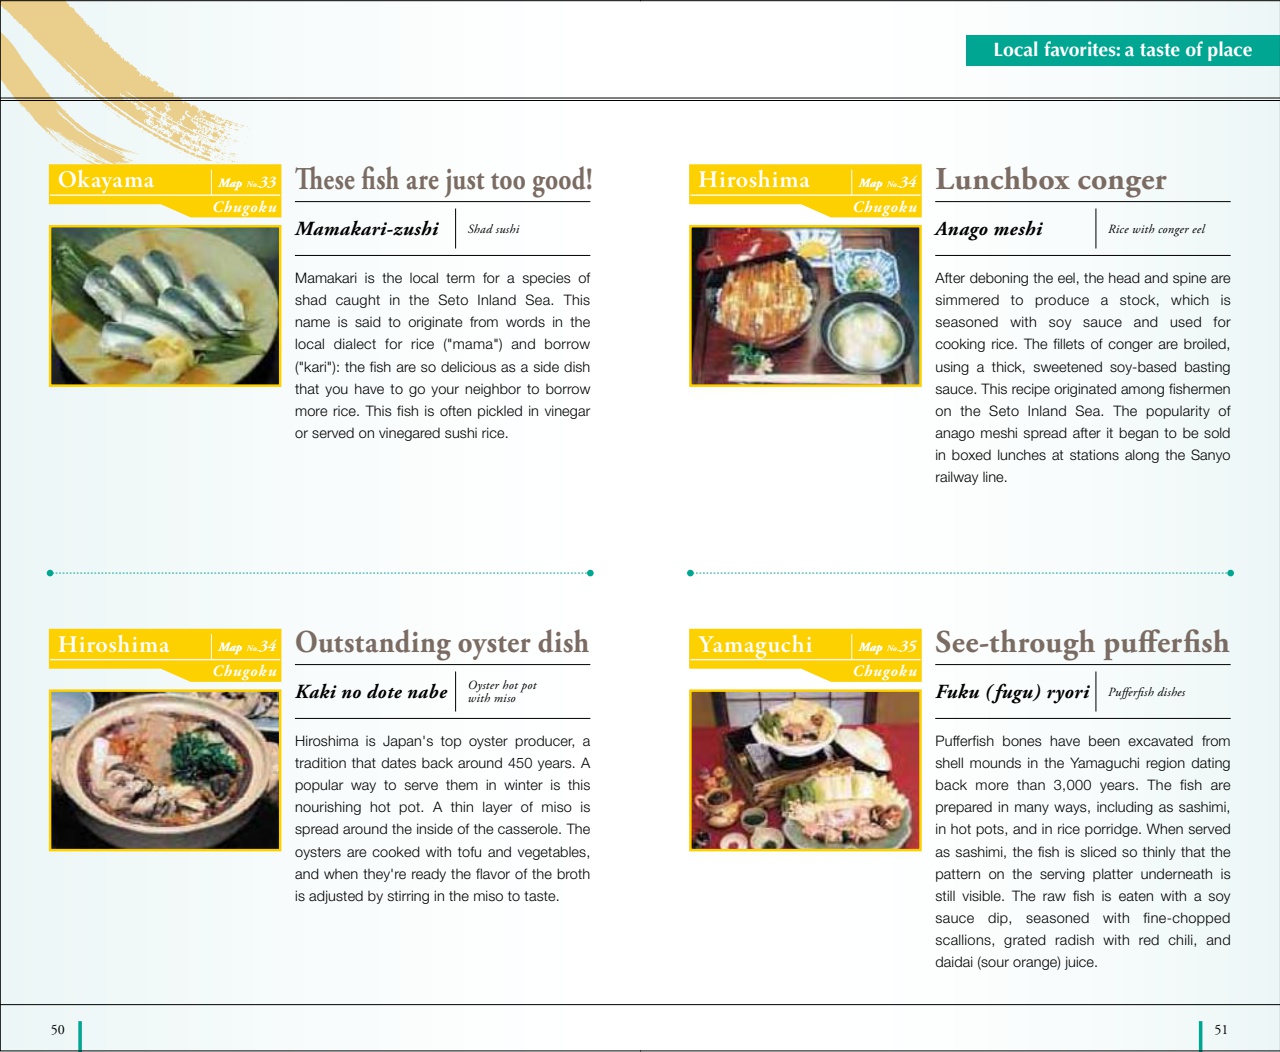 Local favorites: a taste of place
Okayama
Map No.33
Chugoku
These fish are just too good!
Mamakari-zushi
Shad sushi
Mamakari is the local term for a species of
shad caught in the Seto Inland Sea. This
name is said to originate from words in the
local dialect for rice ("mama") and borrow
("kari"): the fish are so delicious as a side dish
that you have to go your neighbor to borrow
more rice. This fish is often pickled in vinegar
or served on vinegared sushi rice.
Hiroshima
Map No.34
Chugoku
Outstanding oyster dish
Kaki no dote nabe
Oyster hot pot
with miso
Hiroshima is Japan's top oyster producer, a
tradition that dates back around 450 years. A
popular way to serve them in winter is this
nourishing hot pot. A thin layer of miso is
spread around the inside of the casserole. The
oysters are cooked with tofu and vegetables,
and when they're ready the flavor of the broth
is adjusted by stirring in the miso to taste.
50
Hiroshima
Map No.34
Chugoku
Lunchbox conger
Anago meshi
Rice with conger eel
After deboning the eel, the head and spine are
simmered to produce a stock, which is
seasoned with soy sauce and used for
cooking rice. The fillets of conger are broiled,
using a thick, sweetened soy-based basting
sauce. This recipe originated among fishermen
on the Seto Inland Sea. The popularity of
anago meshi spread after it began to be sold
in boxed lunches at stations along the Sanyo
railway line.
Yamaguchi
Map No.35
Chugoku
See-through pufferfish
Fuku (fugu) ryori
Pufferfish dishes
Pufferfish bones have been excavated from
shell mounds in the Yamaguchi region dating
back more than 3,000 years. The fish are
prepared in many ways, including as sashimi,
in hot pots, and in rice porridge. When served
as sashimi, the fish is sliced so thinly that the
pattern on the serving platter underneath is
still visible. The raw fish is eaten with a soy
sauce dip, seasoned with fine-chopped
scallions, grated radish with red chili, and
daidai (sour orange) juice.
51